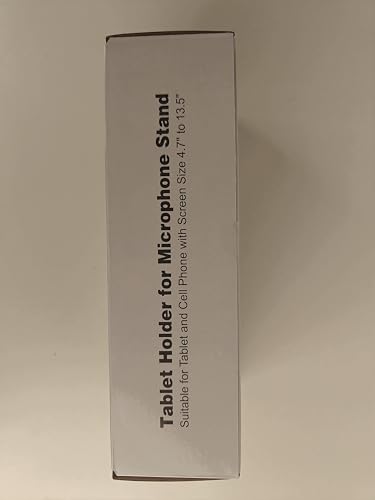 Tablet Holder for Microphone Stand
Suitable for Tablet and Cell Phone with Screen Size 4.7" to 13.5"